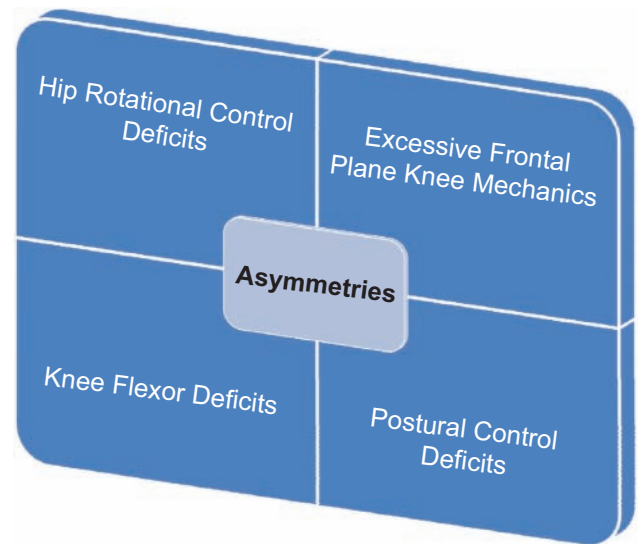 Hip Rotational Control
Deficits
Excessive Frontal
Plane Knee Mechanics
Asymmetries
Knee Flexor Deficits
Postural Control
Deficits